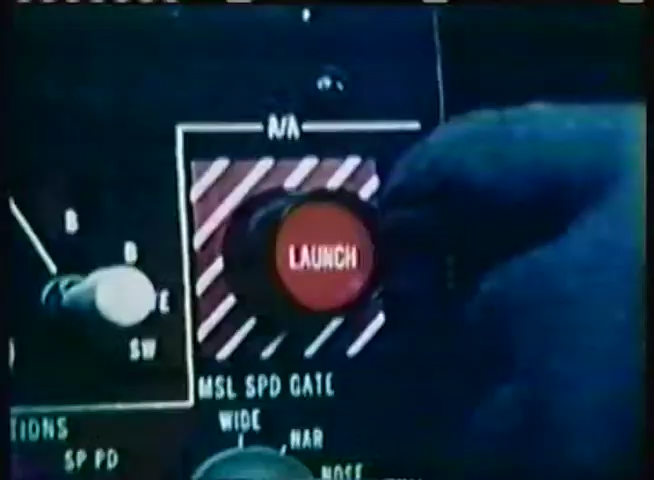 A/A
B
D
LAUNCH
E
SW
MSL SPD GATE
WIDE
NAR
TIONS
SP PD
NOSE